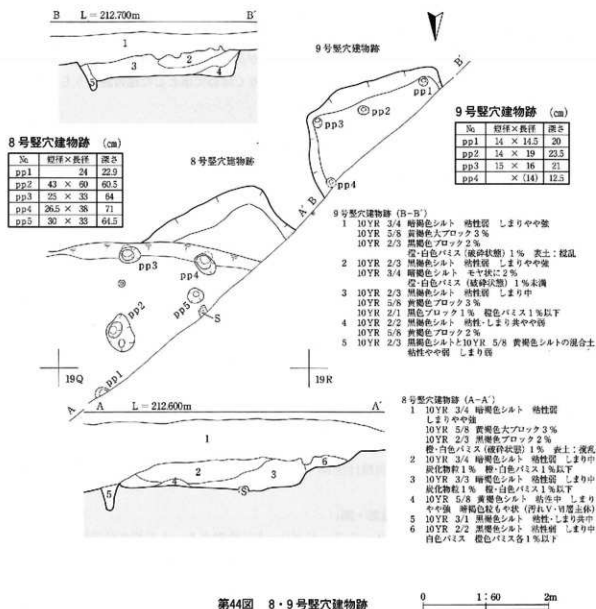 B L = 212.700m B′
1
2
3
4
5
9号竪穴建物跡
B′
pp1
pp2
pp3
pp4
9号竪穴建物跡 (cm)
No. 短径×長径 深さ
pp1 14 × 14.5 20
pp2 14 × 19 23.5
pp3 15 × 16 21
pp4 × (14) 12.5
8号竪穴建物跡 (cm)
No. 短径×長径 深さ
pp1 24 22.9
pp2 43 × 60 60.5
pp3 25 × 33 64
pp4 26.5 × 38 71
pp5 30 × 33 64.5
8号竪穴建物跡
A′ B
pp3
pp4
pp5
pp2
S
pp1
19Q
19R
A
9号竪穴建物跡 (B-B′)
1 10YR 3/4 暗褐色シルト 粘性弱 しまりやや強
10YR 5/8 黄褐色大ブロック3%
10YR 2/3 黒褐色ブロック2%
橙・白色パミス(破砕状態)1% 表土:攪乱
2 10YR 2/3 黒褐色シルト 粘性弱 しまりやや強
10YR 3/4 暗褐色シルト モヤ状に2%
橙・白色パミス(破砕状態)1%未満
3 10YR 2/3 黒褐色シルト 粘性弱 しまり中
10YR 5/8 黄褐色ブロック3%
10YR 2/1 黒色ブロック1% 橙色パミス1%以下
4 10YR 2/2 黒褐色シルト 粘性・しまり共やや弱
10YR 5/8 黄褐色ブロック2%
5 10YR 2/3 黒褐色シルトと10YR 5/8 黄褐色シルトの混合土
粘性やや弱 しまり弱
A L = 212.600m A′
1
2
3
4
5
6
S
8号竪穴建物跡 (A-A′)
1 10YR 3/4 暗褐色シルト 粘性弱
しまりやや強
10YR 5/8 黄褐色大ブロック3%
10YR 2/3 黒褐色ブロック2%
橙・白色パミス(破砕状態)1% 表土:攪乱
2 10YR 3/4 暗褐色シルト 粘性弱 しまり中
炭化物粒1% 橙・白色パミス1%以下
3 10YR 3/3 暗褐色シルト 粘性弱 しまり中
炭化物粒1% 橙・白色パミス1%以下
4 10YR 5/8 黄褐色シルト 粘性中 しまり
やや強 暗褐色粒もや状(汚れV・VI層主体)
5 10YR 3/1 黒褐色シルト 粘性・しまり共中
6 10YR 2/2 黒褐色シルト 粘性弱 しまり中
白色パミス 橙色パミス各1%以下
第44図 8・9号竪穴建物跡
0 1:60 2m